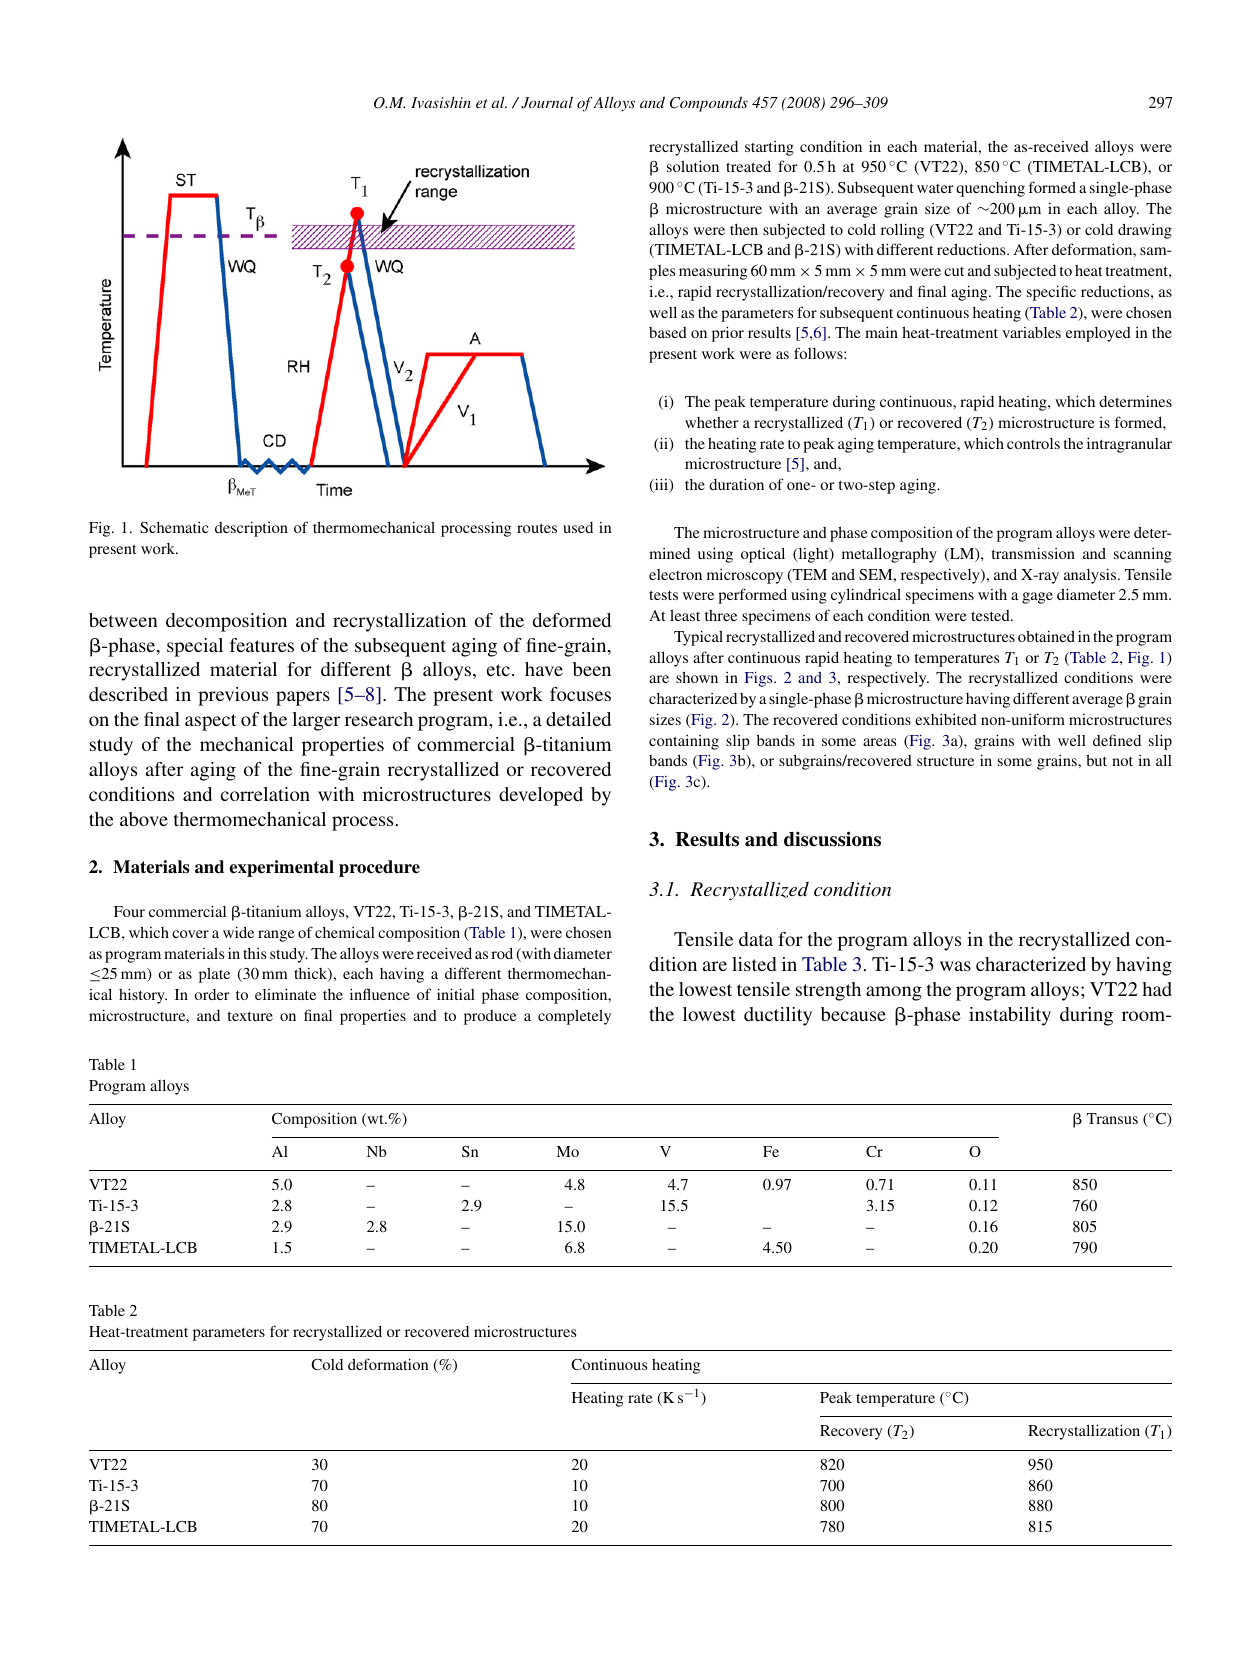 O.M. Ivasishin et al. / Journal of Alloys and Compounds 457 (2008) 296–309
297
ST
T1
recrystallization
range
Tβ
WQ
T2
WQ
Temperature
A
RH
V2
V1
CD
βMeT
Time
Fig. 1. Schematic description of thermomechanical processing routes used in
present work.
between decomposition and recrystallization of the deformed
β-phase, special features of the subsequent aging of fine-grain,
recrystallized material for different β alloys, etc. have been
described in previous papers [5–8]. The present work focuses
on the final aspect of the larger research program, i.e., a detailed
study of the mechanical properties of commercial β-titanium
alloys after aging of the fine-grain recrystallized or recovered
conditions and correlation with microstructures developed by
the above thermomechanical process.
2. Materials and experimental procedure
Four commercial β-titanium alloys, VT22, Ti-15-3, β-21S, and TIMETAL-
LCB, which cover a wide range of chemical composition (Table 1), were chosen
as program materials in this study. The alloys were received as rod (with diameter
≤25 mm) or as plate (30 mm thick), each having a different thermomechan-
ical history. In order to eliminate the influence of initial phase composition,
microstructure, and texture on final properties and to produce a completely
recrystallized starting condition in each material, the as-received alloys were
β solution treated for 0.5 h at 950 °C (VT22), 850 °C (TIMETAL-LCB), or
900 °C (Ti-15-3 and β-21S). Subsequent water quenching formed a single-phase
β microstructure with an average grain size of ∼200 μm in each alloy. The
alloys were then subjected to cold rolling (VT22 and Ti-15-3) or cold drawing
(TIMETAL-LCB and β-21S) with different reductions. After deformation, sam-
ples measuring 60 mm × 5 mm × 5 mm were cut and subjected to heat treatment,
i.e., rapid recrystallization/recovery and final aging. The specific reductions, as
well as the parameters for subsequent continuous heating (Table 2), were chosen
based on prior results [5,6]. The main heat-treatment variables employed in the
present work were as follows:
(i) The peak temperature during continuous, rapid heating, which determines
whether a recrystallized (T1) or recovered (T2) microstructure is formed,
(ii) the heating rate to peak aging temperature, which controls the intragranular
microstructure [5], and,
(iii) the duration of one- or two-step aging.
The microstructure and phase composition of the program alloys were deter-
mined using optical (light) metallography (LM), transmission and scanning
electron microscopy (TEM and SEM, respectively), and X-ray analysis. Tensile
tests were performed using cylindrical specimens with a gage diameter 2.5 mm.
At least three specimens of each condition were tested.
Typical recrystallized and recovered microstructures obtained in the program
alloys after continuous rapid heating to temperatures T1 or T2 (Table 2, Fig. 1)
are shown in Figs. 2 and 3, respectively. The recrystallized conditions were
characterized by a single-phase β microstructure having different average β grain
sizes (Fig. 2). The recovered conditions exhibited non-uniform microstructures
containing slip bands in some areas (Fig. 3a), grains with well defined slip
bands (Fig. 3b), or subgrains/recovered structure in some grains, but not in all
(Fig. 3c).
3. Results and discussions
3.1. Recrystallized condition
Tensile data for the program alloys in the recrystallized con-
dition are listed in Table 3. Ti-15-3 was characterized by having
the lowest tensile strength among the program alloys; VT22 had
the lowest ductility because β-phase instability during room-
Table 1
Program alloys
Alloy Composition (wt.%) β Transus (°C)
Al Nb Sn Mo V Fe Cr O
VT22 5.0 – – 4.8 4.7 0.97 0.71 0.11 850
Ti-15-3 2.8 – 2.9 – 15.5 3.15 0.12 760
β-21S 2.9 2.8 – 15.0 – – – 0.16 805
TIMETAL-LCB 1.5 – – 6.8 – 4.50 – 0.20 790
Table 2
Heat-treatment parameters for recrystallized or recovered microstructures
Alloy Cold deformation (%) Continuous heating
Heating rate (K s−1) Peak temperature (°C)
Recovery (T2) Recrystallization (T1)
VT22 30 20 820 950
Ti-15-3 70 10 700 860
β-21S 80 10 800 880
TIMETAL-LCB 70 20 780 815